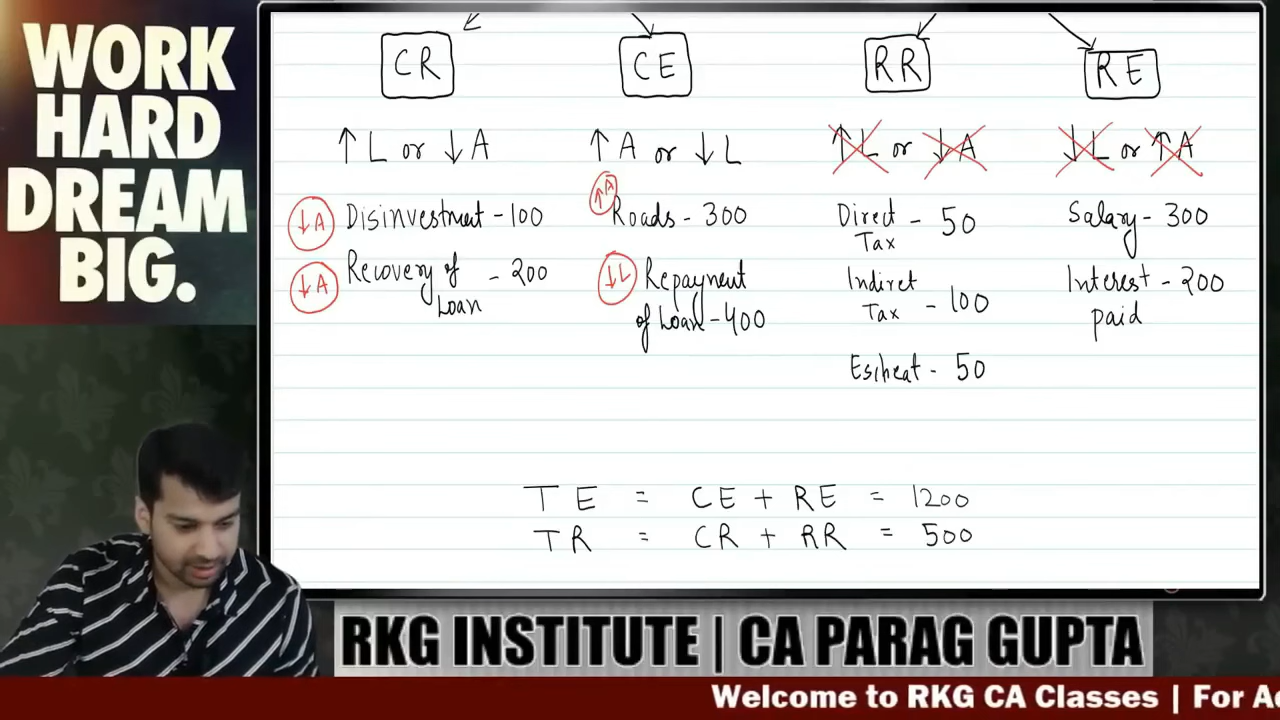 WORK
HARD
DREAM
BIG.
CR
CE
RR
RE
↑ L or ↓ A
↑ A or ↓ L
↑ L or ↓ A
↓ L or ↑ A
↓A Disinvestment - 100
↓A Recovery of
Loan - 200
↑A
Roads - 300
↓L Repayment
of Loan - 400
Direct
Tax - 50
Indirect
Tax - 100
Escheat - 50
Salary - 300
Interest - 200
paid
TE = CE + RE = 1200
TR = CR + RR = 500
RKG INSTITUTE | CA PARAG GUPTA
Welcome to RKG CA Classes | For Ad